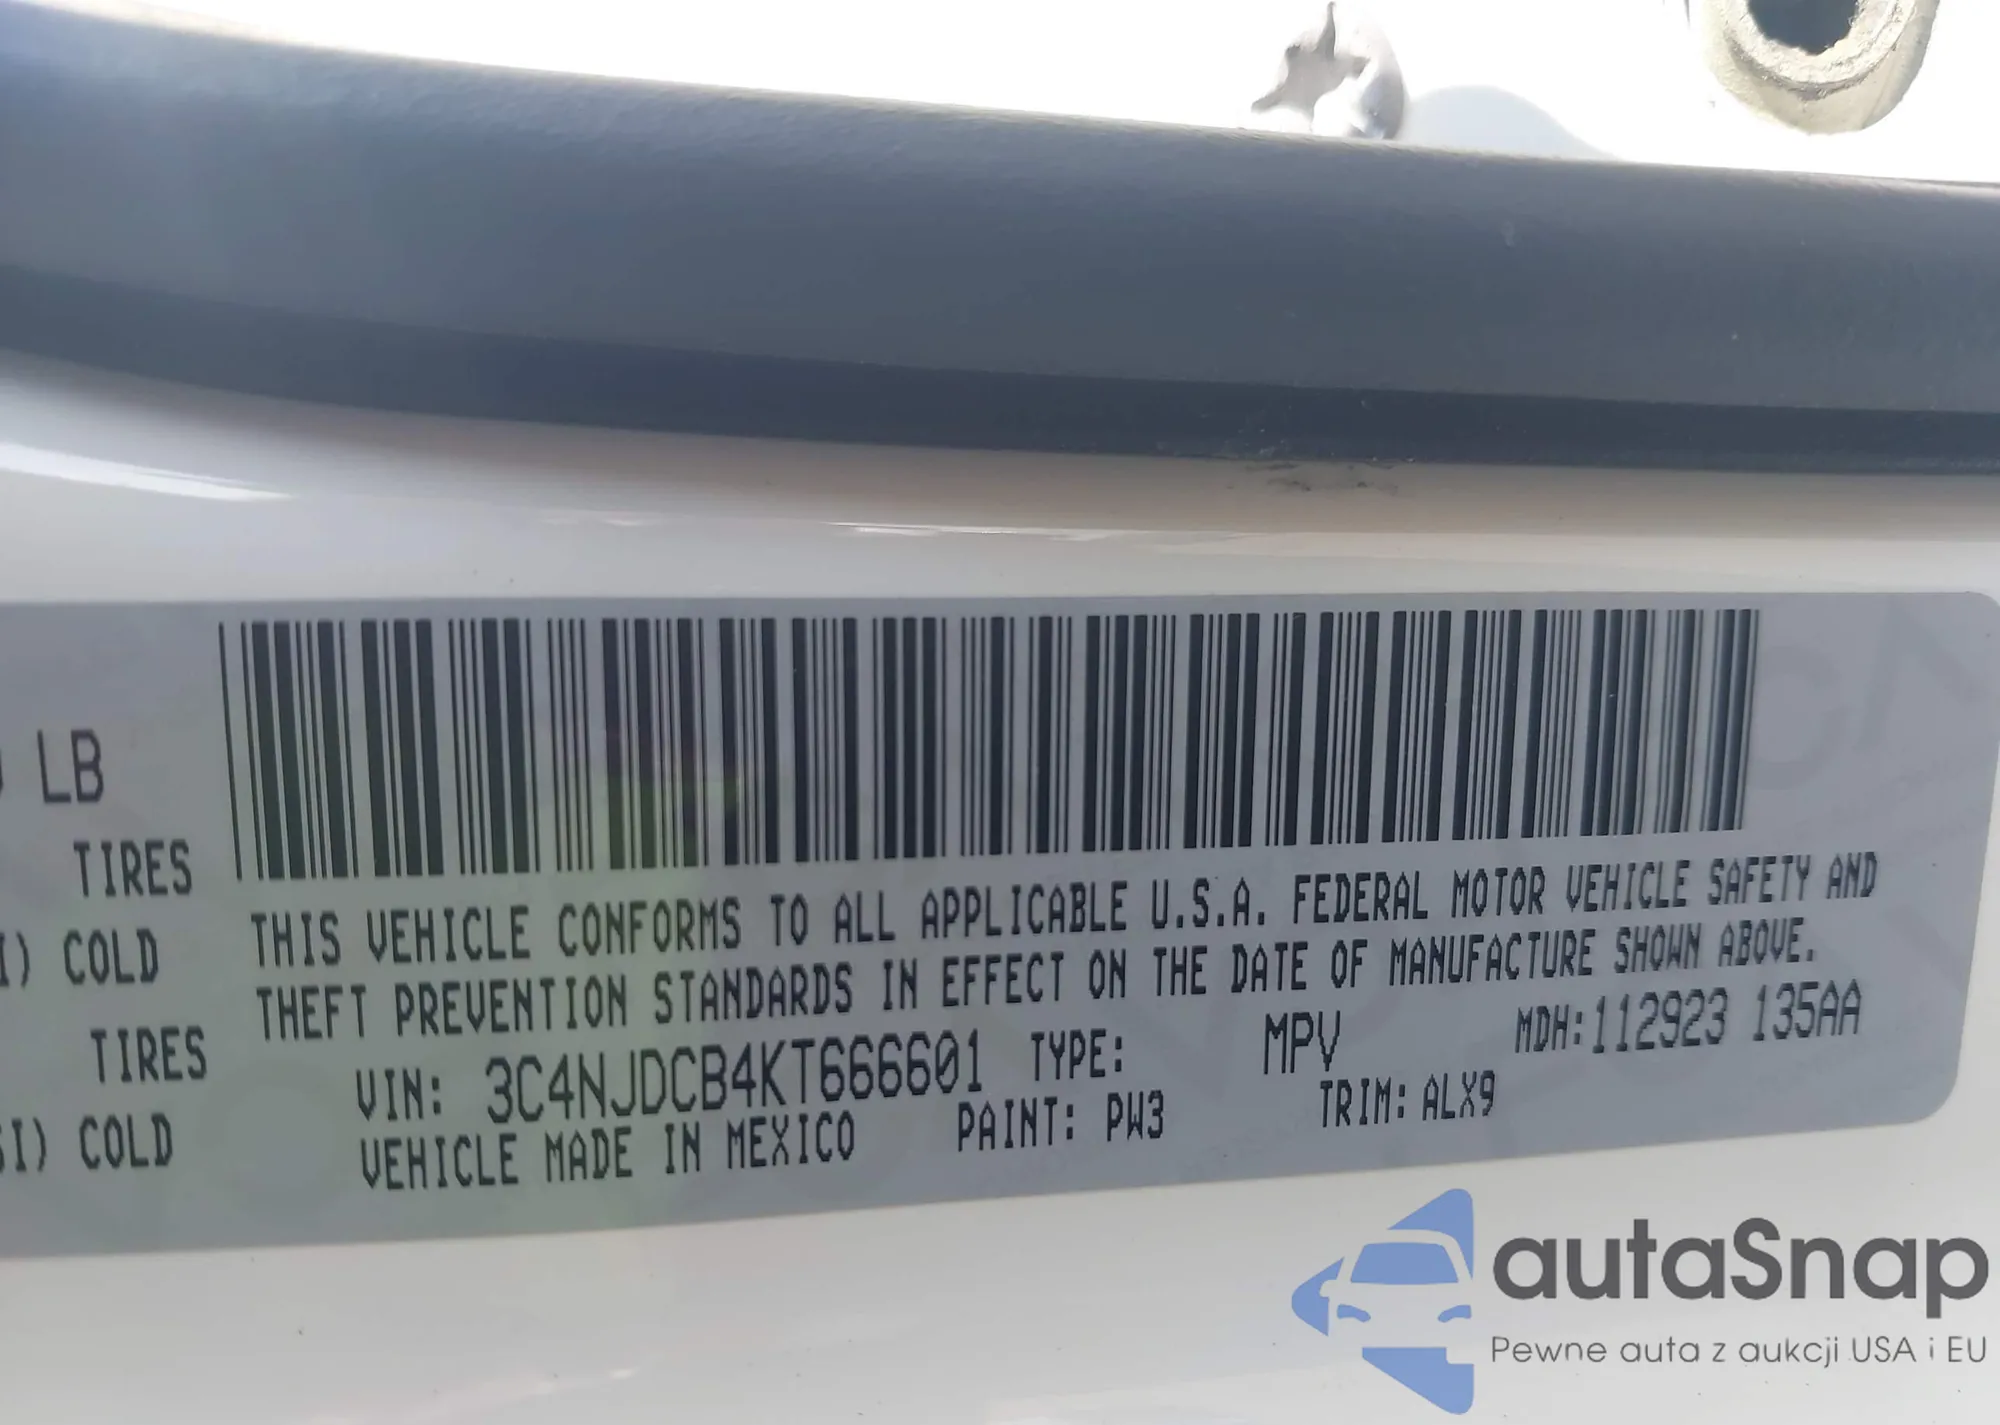 LB
TIRES
COLD
TIRES
COLD
THIS VEHICLE CONFORMS TO ALL APPLICABLE U.S.A. FEDERAL MOTOR VEHICLE SAFETY AND
THEFT PREVENTION STANDARDS IN EFFECT ON THE DATE OF MANUFACTURE SHOWN ABOVE.
VIN: 3C4NJDCB4KT666601 TYPE: MPV MDH:112923 135AA
VEHICLE MADE IN MEXICO PAINT: PW3 TRIM: ALX9
autaSnap
Pewne auta z aukcji USA i EU